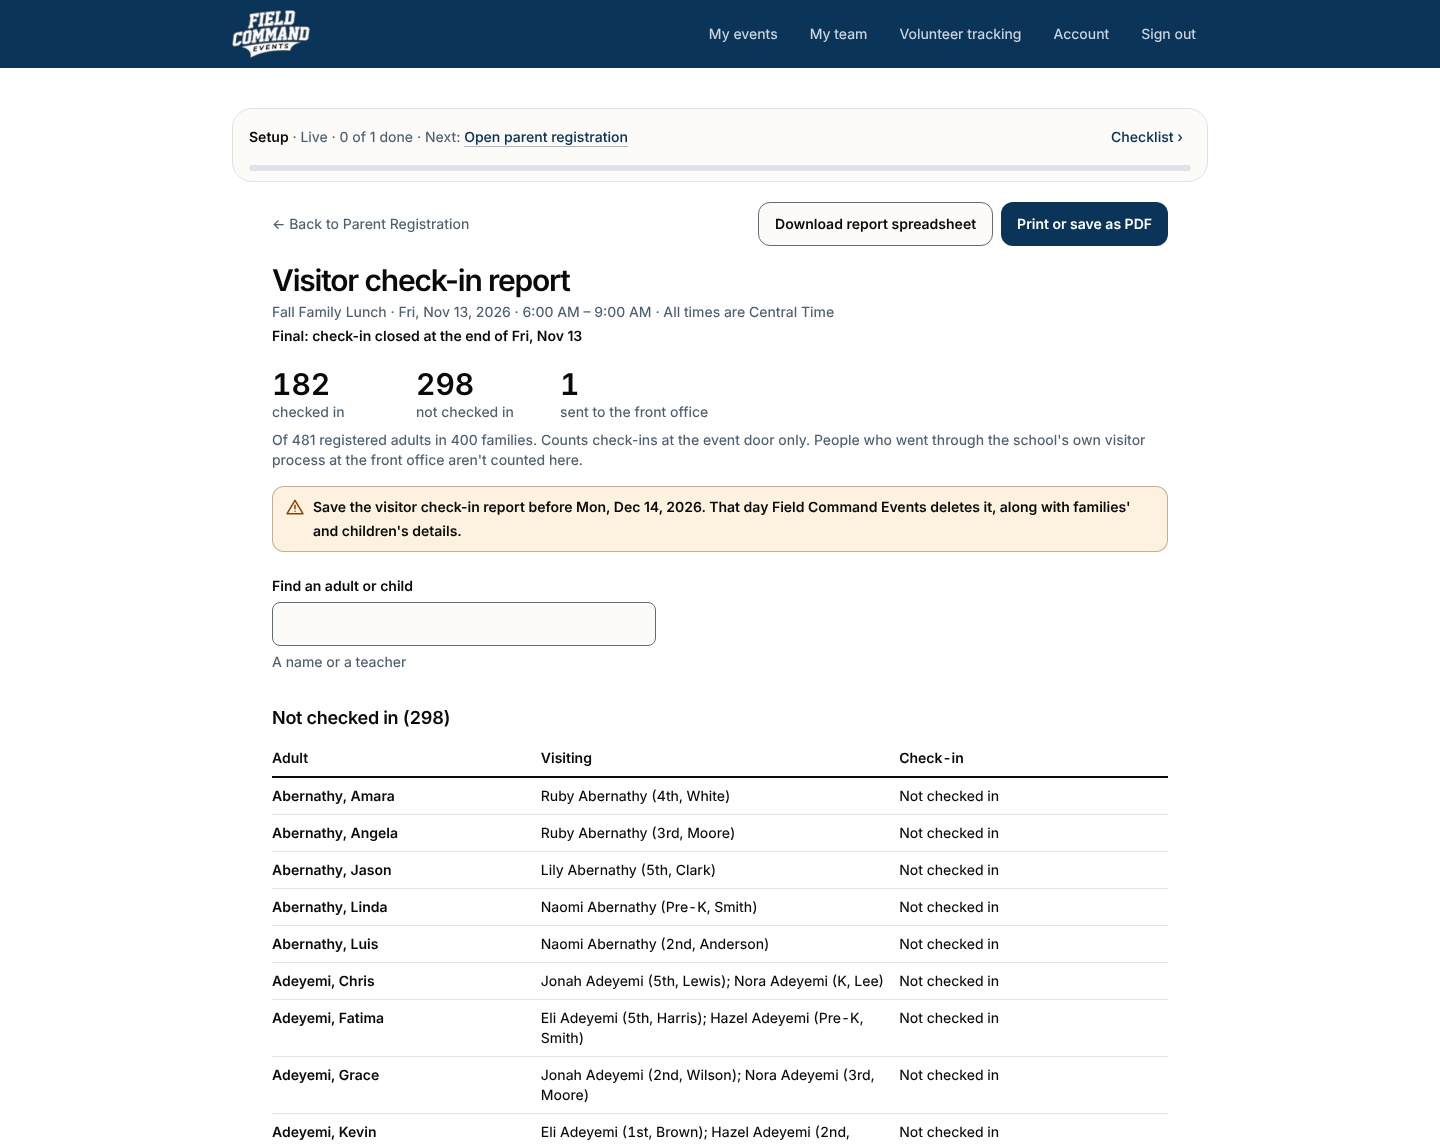 FIELD
COMMAND
EVENTS
My events
My team
Volunteer tracking
Account
Sign out
Setup · Live · 0 of 1 done · Next: Open parent registration
Checklist ›
← Back to Parent Registration
Download report spreadsheet
Print or save as PDF
Visitor check-in report
Fall Family Lunch · Fri, Nov 13, 2026 · 6:00 AM – 9:00 AM · All times are Central Time
Final: check-in closed at the end of Fri, Nov 13
182
checked in
298
not checked in
1
sent to the front office
Of 481 registered adults in 400 families. Counts check-ins at the event door only. People who went through the school's own visitor
process at the front office aren't counted here.
Save the visitor check-in report before Mon, Dec 14, 2026. That day Field Command Events deletes it, along with families'
and children's details.
Find an adult or child
A name or a teacher
Not checked in (298)
Adult Visiting Check-in
Abernathy, Amara Ruby Abernathy (4th, White) Not checked in
Abernathy, Angela Ruby Abernathy (3rd, Moore) Not checked in
Abernathy, Jason Lily Abernathy (5th, Clark) Not checked in
Abernathy, Linda Naomi Abernathy (Pre-K, Smith) Not checked in
Abernathy, Luis Naomi Abernathy (2nd, Anderson) Not checked in
Adeyemi, Chris Jonah Adeyemi (5th, Lewis); Nora Adeyemi (K, Lee) Not checked in
Adeyemi, Fatima Eli Adeyemi (5th, Harris); Hazel Adeyemi (Pre-K, Not checked in
Smith)
Adeyemi, Grace Jonah Adeyemi (2nd, Wilson); Nora Adeyemi (3rd, Not checked in
Moore)
Adeyemi, Kevin Eli Adeyemi (1st, Brown); Hazel Adeyemi (2nd, Not checked in